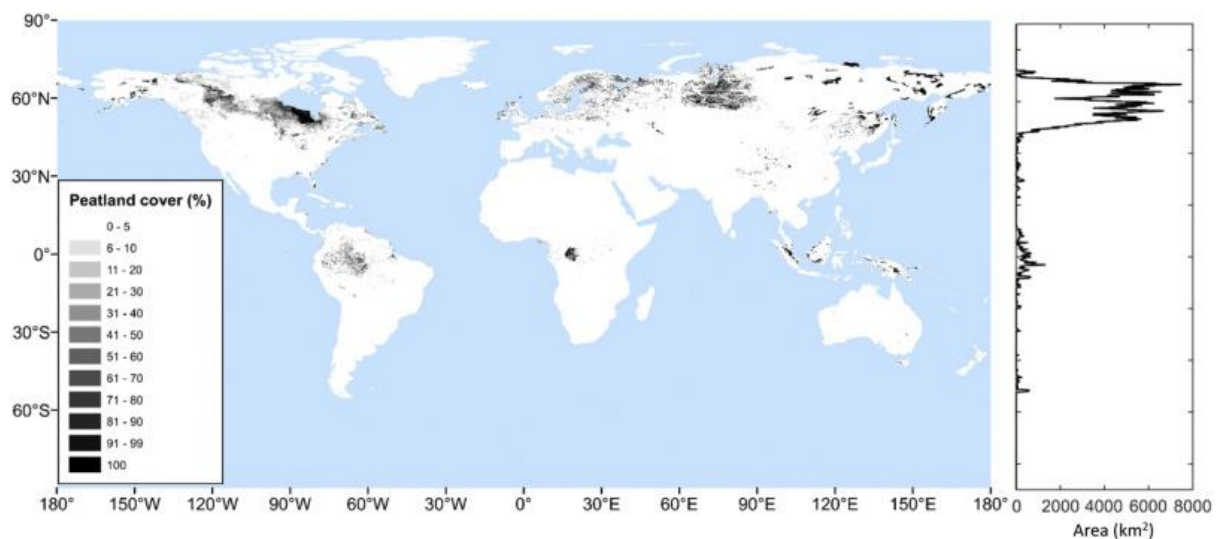 90°
60°N
30°N
0°
30°S
60°S
Peatland cover (%)
0 - 5
6 - 10
11 - 20
21 - 30
31 - 40
41 - 50
51 - 60
61 - 70
71 - 80
81 - 90
91 - 99
100
180°
150°W
120°W
90°W
60°W
30°W
0°
30°E
60°E
90°E
120°E
150°E
180°
0 2000 4000 6000 8000
Area (km²)